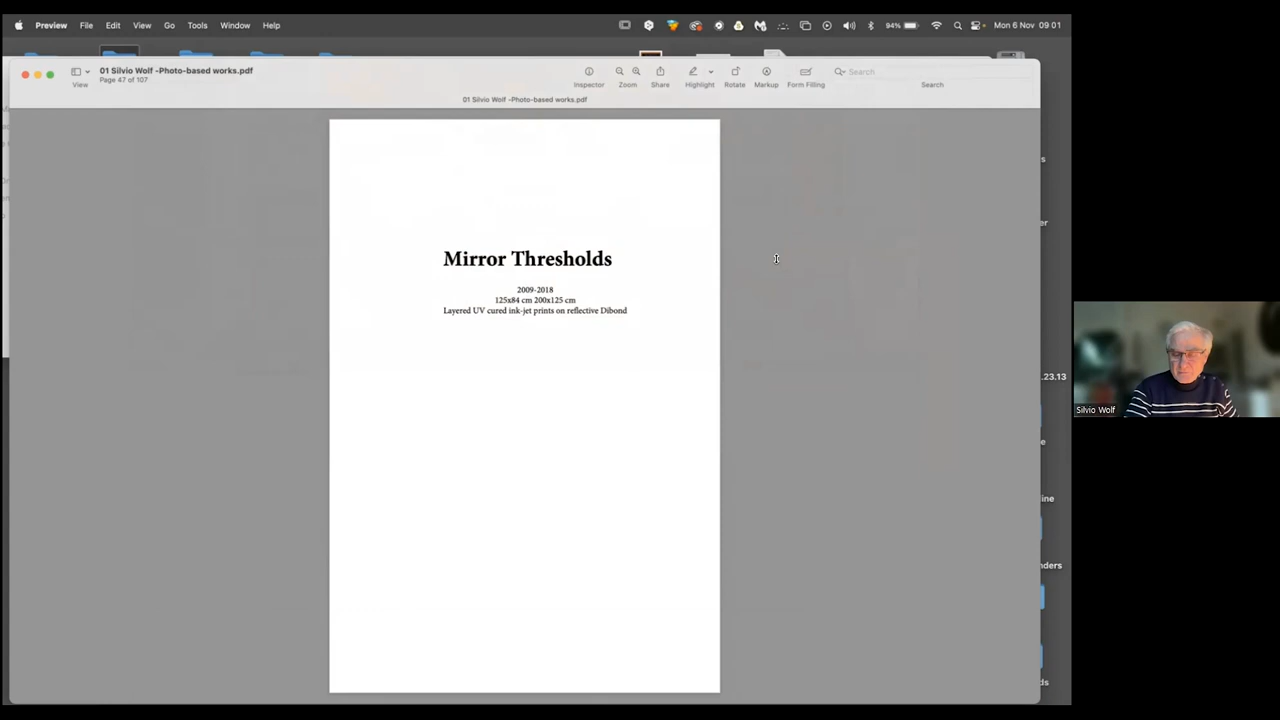 Preview File Edit View Go Tools Window Help 94% Mon 6 Nov 09 01
01 Silvio Wolf -Photo-based works.pdf
Page 47 of 107
View Inspector Zoom Share Highlight Rotate Markup Form Filling Search
Search
01 Silvio Wolf -Photo-based works.pdf
Mirror Thresholds
2009-2018
125x84 cm 200x125 cm
Layered UV cured ink-jet prints on reflective Dibond
.23.13
Silvio Wolf